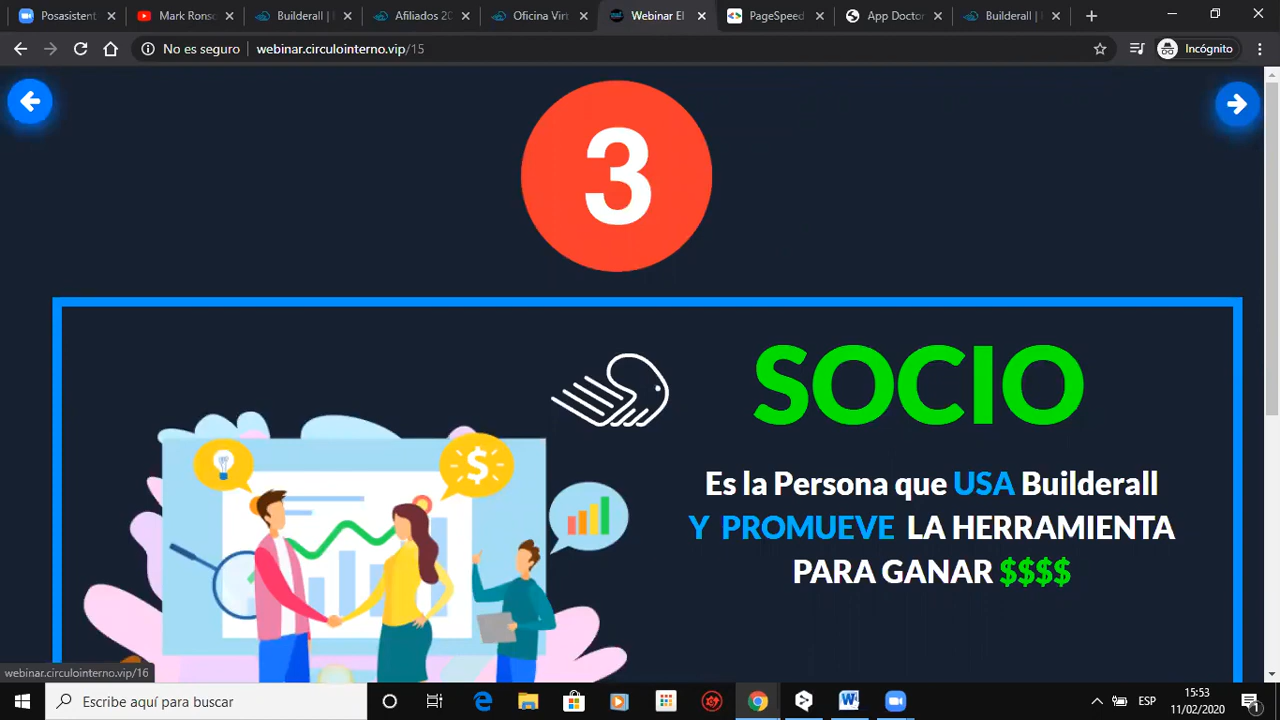 Posasistent
Mark Ronso
Builderall |
Afiliados 20
Oficina Virt
Webinar El
PageSpeed
App Doctor
Builderall |
No es seguro
webinar.circulointerno.vip/15
Incógnito
3
SOCIO
Es la Persona que USA Builderall
Y PROMUEVE LA HERRAMIENTA
PARA GANAR $$$$
$
webinar.circulointerno.vip/16
Escribe aquí para buscar
ESP
15:53
11/02/2020
1